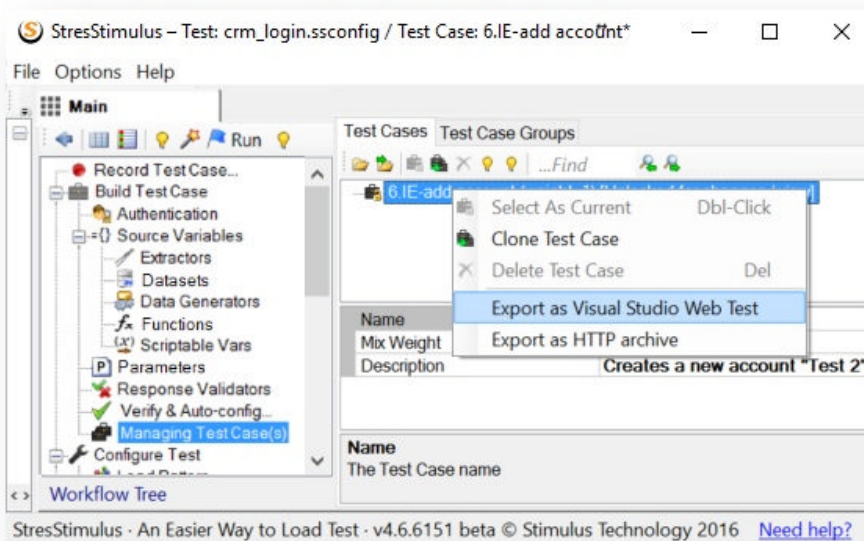 StresStimulus – Test: crm_login.ssconfig / Test Case: 6.IE-add account*
File Options Help
Main
Run
Record Test Case...
Build Test Case
Authentication
={} Source Variables
Extractors
Datasets
Data Generators
fx Functions
(x) Scriptable Vars
P Parameters
Response Validators
Verify & Auto-config...
Managing Test Case(s)
Configure Test
Workflow Tree
Test Cases Test Case Groups
...Find
6.IE-add
Select As Current Dbl-Click
Clone Test Case
Delete Test Case Del
Export as Visual Studio Web Test
Export as HTTP archive
Name
Mix Weight
Description Creates a new account "Test 2"
Name
The Test Case name
StresStimulus · An Easier Way to Load Test · v4.6.6151 beta © Stimulus Technology 2016 Need help?